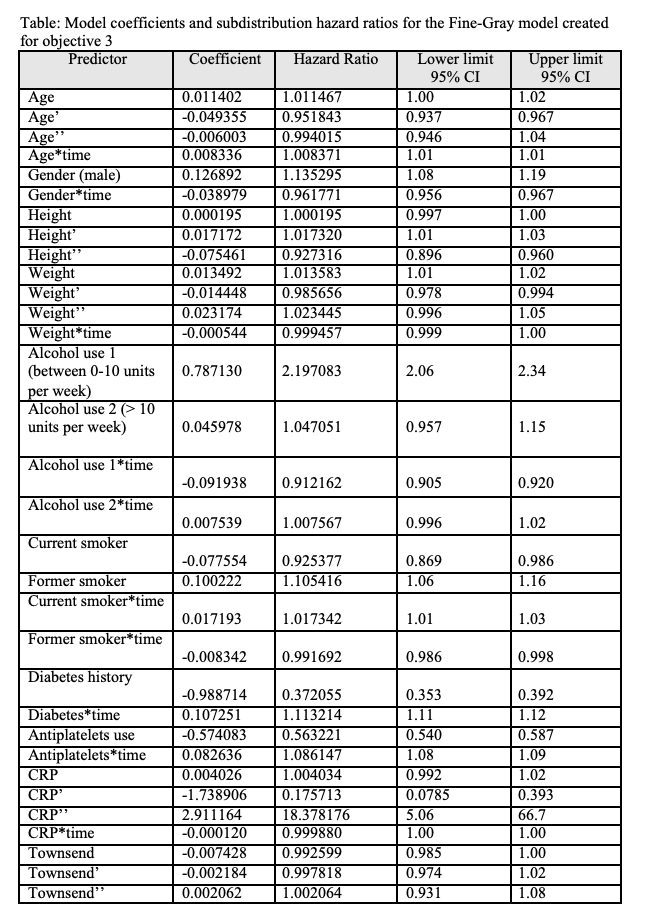 Table: Model coefficients and subdistribution hazard ratios for the Fine-Gray model created
for objective 3
Predictor Coefficient Hazard Ratio Lower limit Upper limit
95% CI 95% CI
Age 0.011402 1.011467 1.00 1.02
Age’ -0.049355 0.951843 0.937 0.967
Age’’ -0.006003 0.994015 0.946 1.04
Age*time 0.008336 1.008371 1.01 1.01
Gender (male) 0.126892 1.135295 1.08 1.19
Gender*time -0.038979 0.961771 0.956 0.967
Height 0.000195 1.000195 0.997 1.00
Height’ 0.017172 1.017320 1.01 1.03
Height’’ -0.075461 0.927316 0.896 0.960
Weight 0.013492 1.013583 1.01 1.02
Weight’ -0.014448 0.985656 0.978 0.994
Weight’’ 0.023174 1.023445 0.996 1.05
Weight*time -0.000544 0.999457 0.999 1.00
Alcohol use 1
(between 0-10 units 0.787130 2.197083 2.06 2.34
per week)
Alcohol use 2 (> 10
units per week) 0.045978 1.047051 0.957 1.15
Alcohol use 1*time
-0.091938 0.912162 0.905 0.920
Alcohol use 2*time
0.007539 1.007567 0.996 1.02
Current smoker
-0.077554 0.925377 0.869 0.986
Former smoker 0.100222 1.105416 1.06 1.16
Current smoker*time
0.017193 1.017342 1.01 1.03
Former smoker*time
-0.008342 0.991692 0.986 0.998
Diabetes history
-0.988714 0.372055 0.353 0.392
Diabetes*time 0.107251 1.113214 1.11 1.12
Antiplatelets use -0.574083 0.563221 0.540 0.587
Antiplatelets*time 0.082636 1.086147 1.08 1.09
CRP 0.004026 1.004034 0.992 1.02
CRP’ -1.738906 0.175713 0.0785 0.393
CRP’’ 2.911164 18.378176 5.06 66.7
CRP*time -0.000120 0.999880 1.00 1.00
Townsend -0.007428 0.992599 0.985 1.00
Townsend’ -0.002184 0.997818 0.974 1.02
Townsend’’ 0.002062 1.002064 0.931 1.08